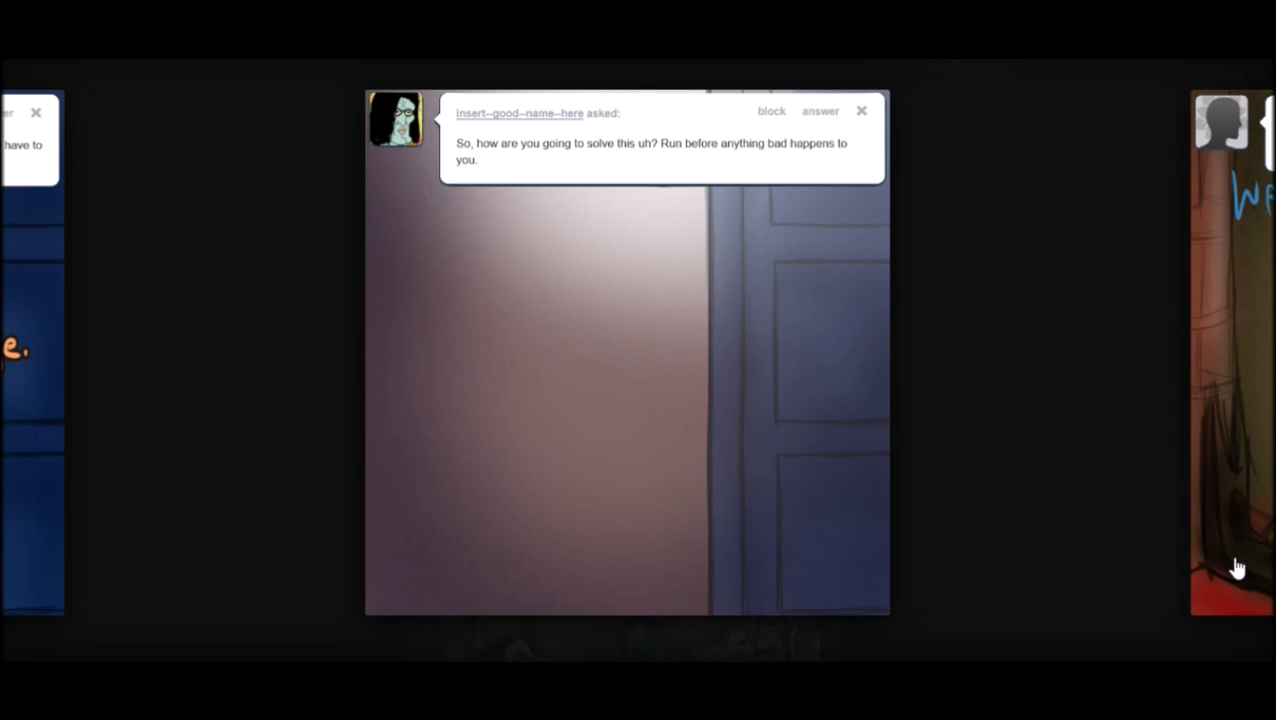 er
have to
e.
insert--good--name--here asked: block answer
So, how are you going to solve this uh? Run before anything bad happens to
you.
W